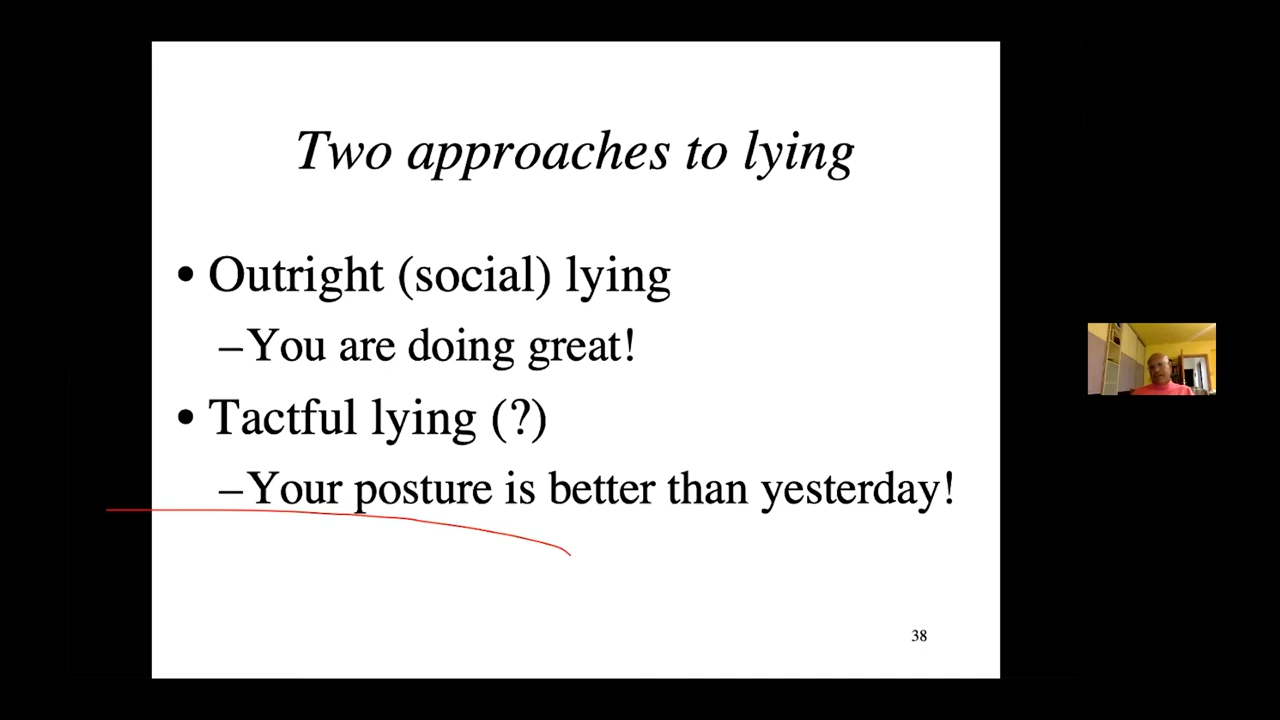 Two approaches to lying
• Outright (social) lying
–You are doing great!
• Tactful lying (?)
–Your posture is better than yesterday!
38